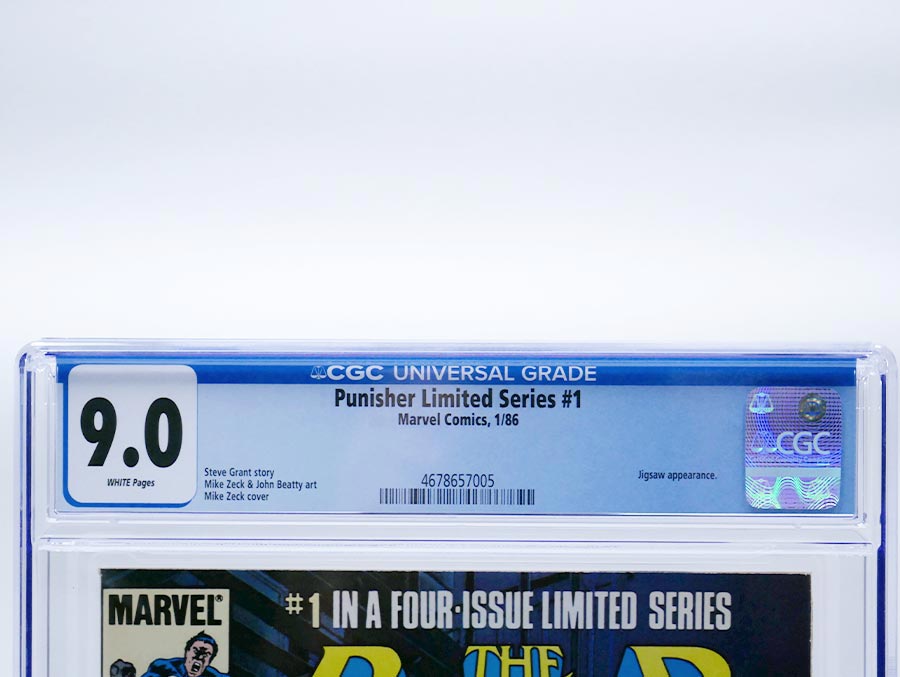 CGC UNIVERSAL GRADE
Punisher Limited Series #1
Marvel Comics, 1/86
9.0
WHITE Pages
Steve Grant story
Mike Zeck & John Beatty art
Mike Zeck cover
4678657005
Jigsaw appearance.
CGC
MARVEL®
#1 IN A FOUR-ISSUE LIMITED SERIES
THE